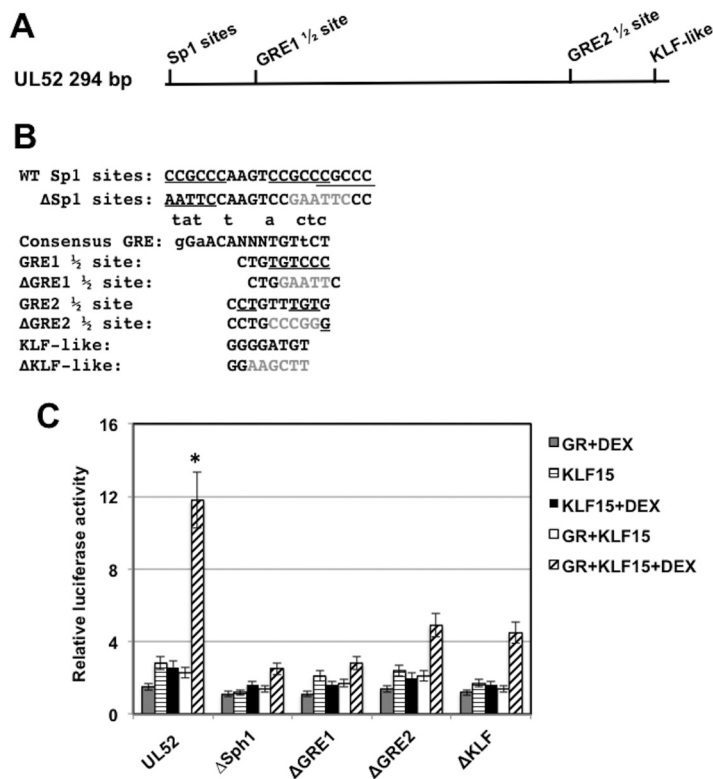 A
Sp1 sites
GRE1 ½ site
GRE2 ½ site
KLF-like
UL52 294 bp
B
WT Sp1 sites: CCGCCCAAGTCCGCCCCGCCC
ΔSp1 sites: AATTCCAAGTCCGAATTCCC
tat t a ctc
Consensus GRE: gGaACANNNTGTtCT
GRE1 ½ site: CTGTGTCCC
ΔGRE1 ½ site: CTGGAATTC
GRE2 ½ site CCTGTTTGTG
ΔGRE2 ½ site: CCTGCCCGGG
KLF-like: GGGGATGT
ΔKLF-like: GGAAGCTT
C
Relative luciferase activity
16
12
8
4
0
*
UL52
ΔSph1
ΔGRE1
ΔGRE2
ΔKLF
GR+DEX
KLF15
KLF15+DEX
GR+KLF15
GR+KLF15+DEX